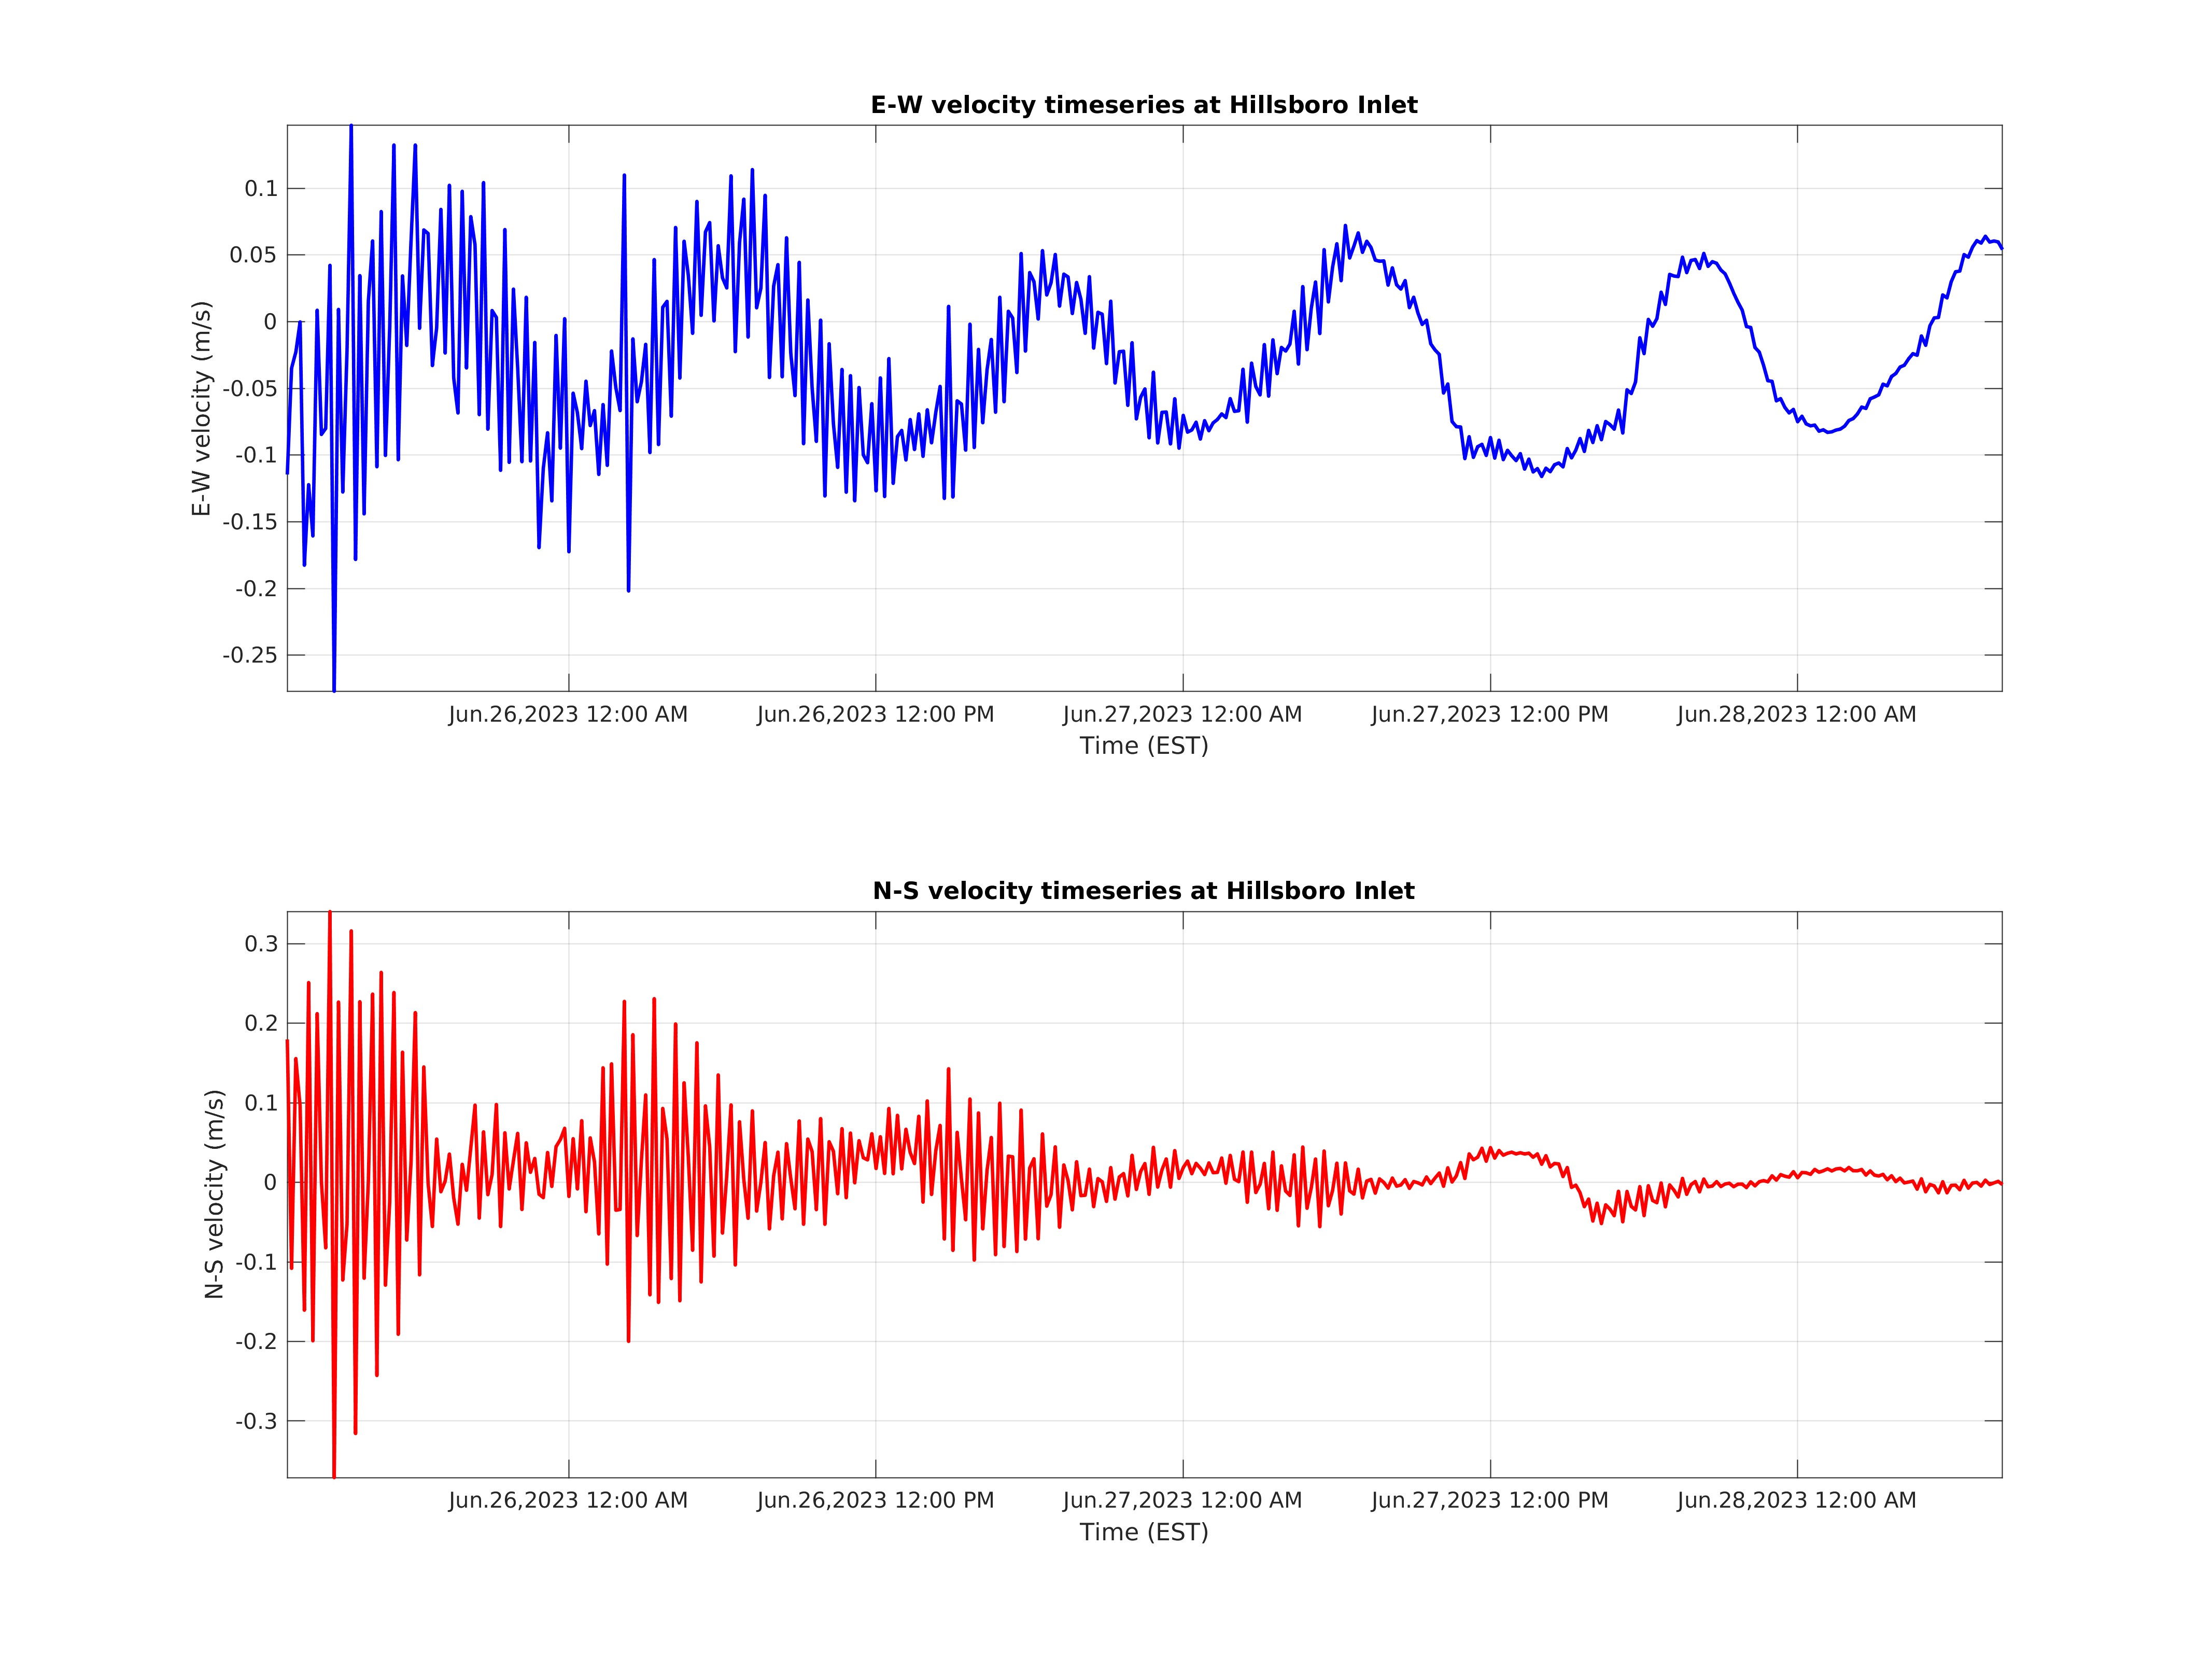 E-W velocity timeseries at Hillsboro Inlet
0.1
0.05
0
-0.05
-0.1
-0.15
-0.2
-0.25
E-W velocity (m/s)
Jun.26,2023 12:00 AM
Jun.26,2023 12:00 PM
Jun.27,2023 12:00 AM
Jun.27,2023 12:00 PM
Jun.28,2023 12:00 AM
Time (EST)
N-S velocity timeseries at Hillsboro Inlet
0.3
0.2
0.1
0
-0.1
-0.2
-0.3
N-S velocity (m/s)
Jun.26,2023 12:00 AM
Jun.26,2023 12:00 PM
Jun.27,2023 12:00 AM
Jun.27,2023 12:00 PM
Jun.28,2023 12:00 AM
Time (EST)